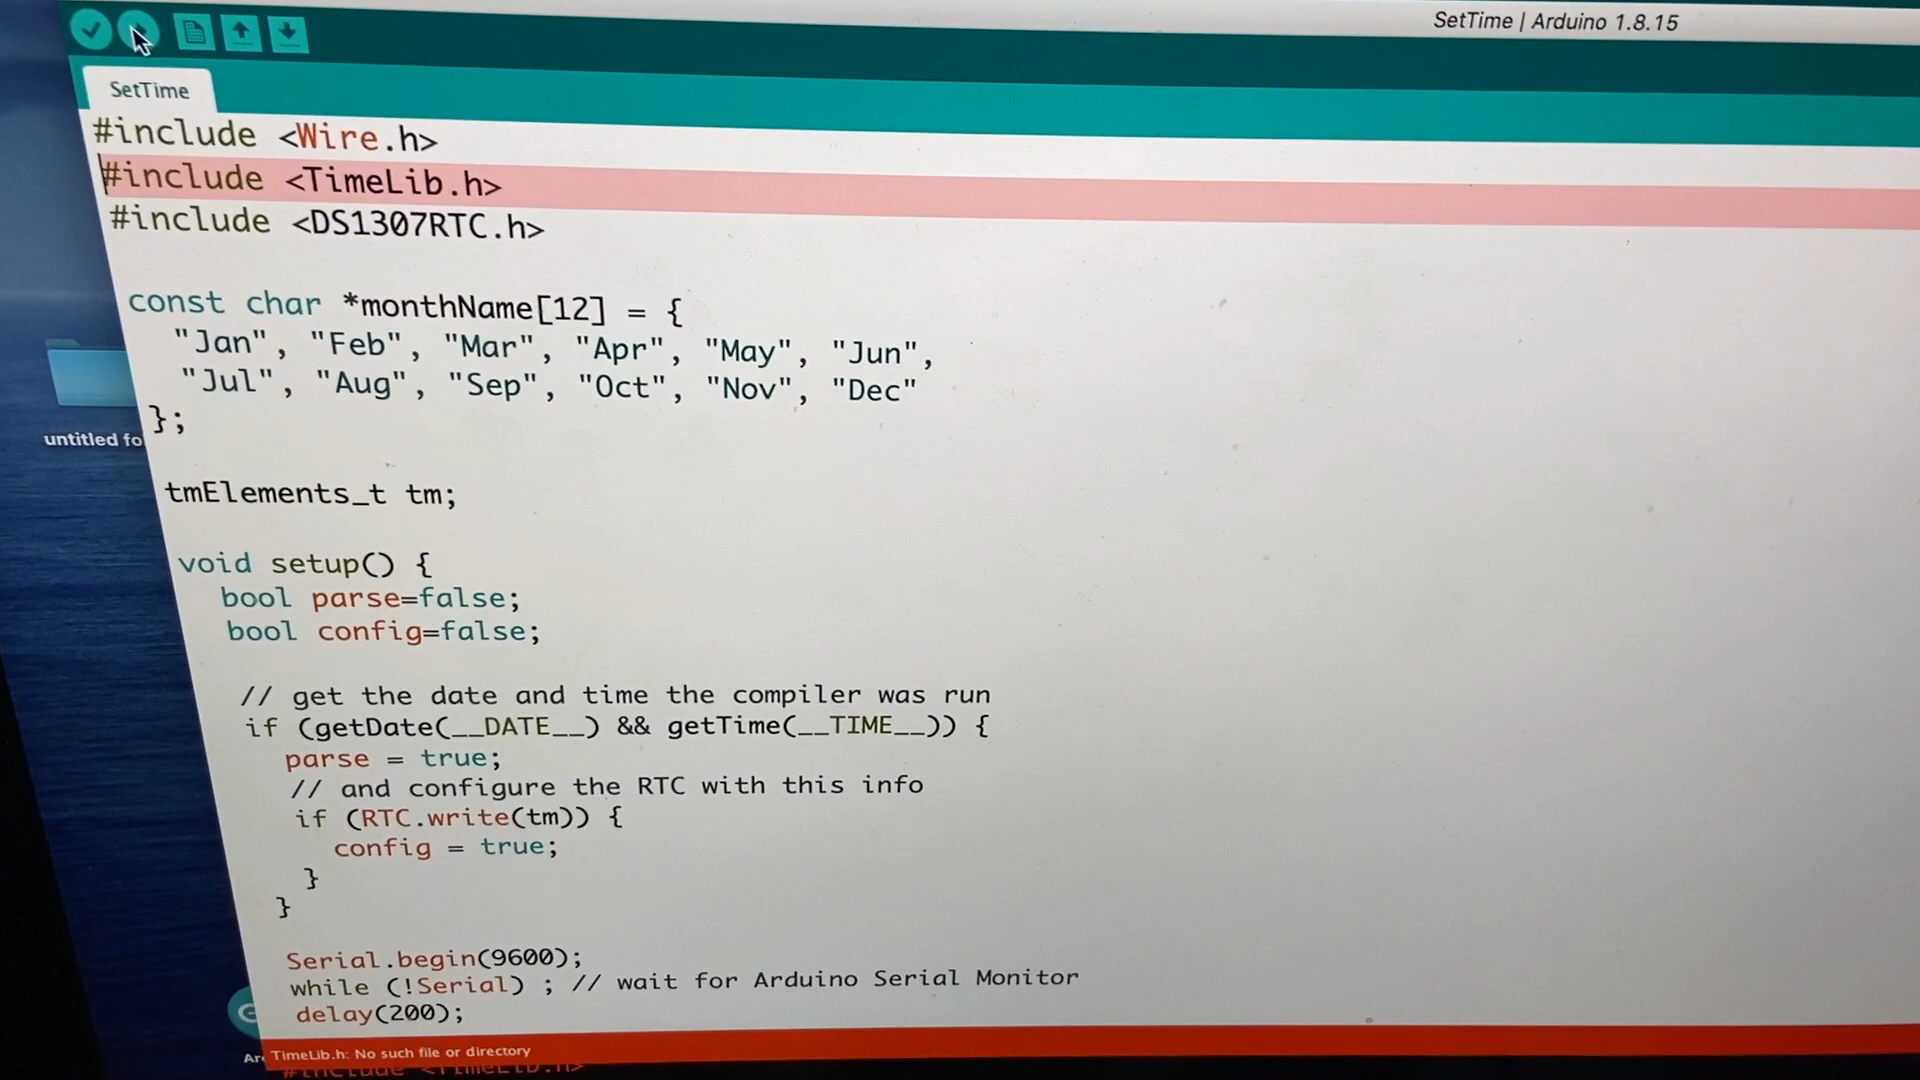 SetTime | Arduino 1.8.15
SetTime
#include <Wire.h>
#include <TimeLib.h>
#include <DS1307RTC.h>
const char *monthName[12] = {
"Jan", "Feb", "Mar", "Apr", "May", "Jun",
"Jul", "Aug", "Sep", "Oct", "Nov", "Dec"
};
tmElements_t tm;
void setup() {
bool parse=false;
bool config=false;
// get the date and time the compiler was run
if (getDate(__DATE__) && getTime(__TIME__)) {
parse = true;
// and configure the RTC with this info
if (RTC.write(tm)) {
config = true;
}
}
Serial.begin(9600);
while (!Serial) ; // wait for Arduino Serial Monitor
delay(200);
TimeLib.h: No such file or directory
#include <TimeLib.h>
untitled fo
Ar